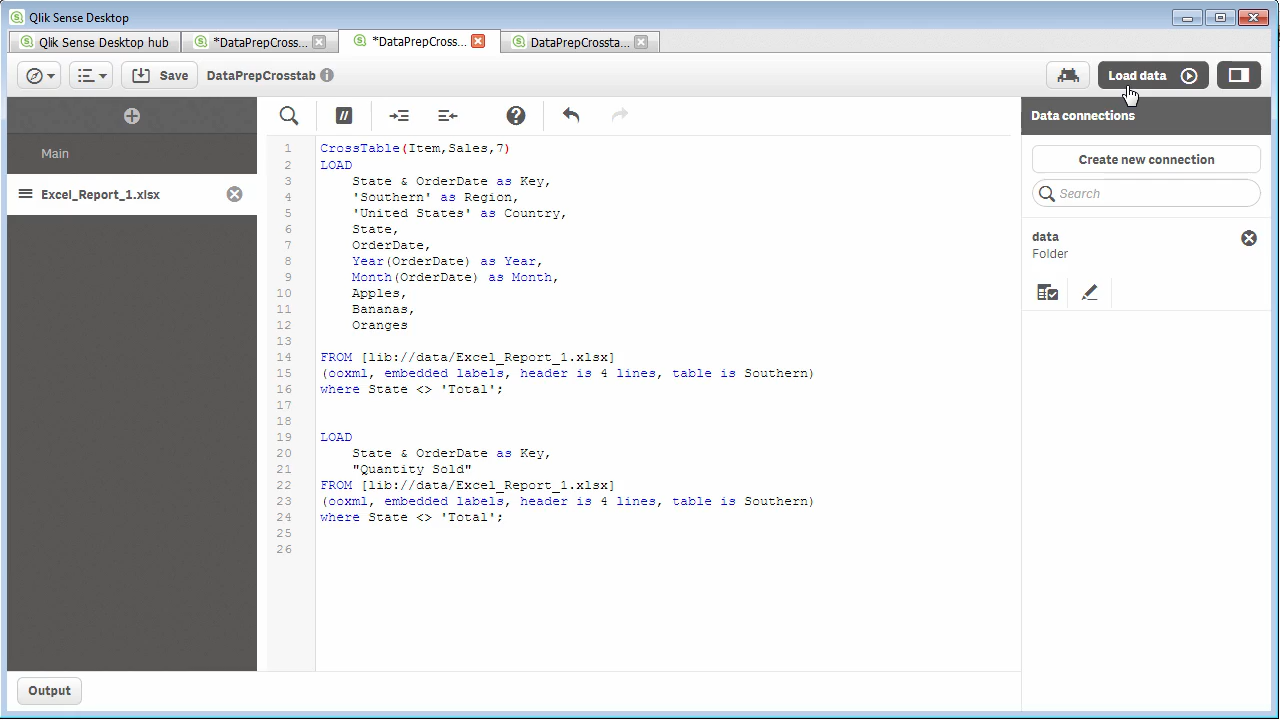 Qlik Sense Desktop
Qlik Sense Desktop hub
*DataPrepCross...
*DataPrepCross...
DataPrepCrossta...
Save
DataPrepCrosstab
Load data
Main
Excel_Report_1.xlsx
//
?
1 CrossTable(Item,Sales,7)
2 LOAD
3 State & OrderDate as Key,
4 'Southern' as Region,
5 'United States' as Country,
6 State,
7 OrderDate,
8 Year(OrderDate) as Year,
9 Month(OrderDate) as Month,
10 Apples,
11 Bananas,
12 Oranges
13
14 FROM [lib://data/Excel_Report_1.xlsx]
15 (ooxml, embedded labels, header is 4 lines, table is Southern)
16 where State <> 'Total';
17
18
19 LOAD
20 State & OrderDate as Key,
21 "Quantity Sold"
22 FROM [lib://data/Excel_Report_1.xlsx]
23 (ooxml, embedded labels, header is 4 lines, table is Southern)
24 where State <> 'Total';
25
26
Data connections
Create new connection
Search
data
Folder
Output